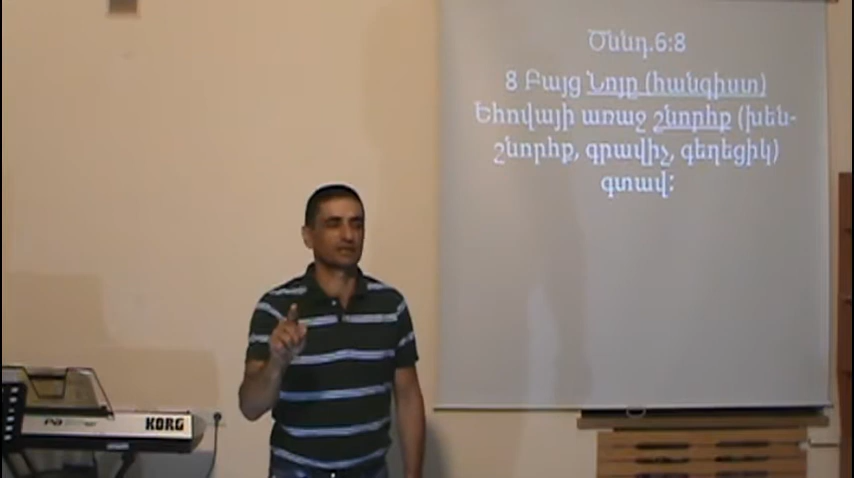 Ծննդ.6:8
8 Բայց Նոյը (հանգիստ)
Եհովայի առաջ շնորհք (խեն-
շնորհք, գրավիչ, գեղեցիկ)
գտավ:
KORG